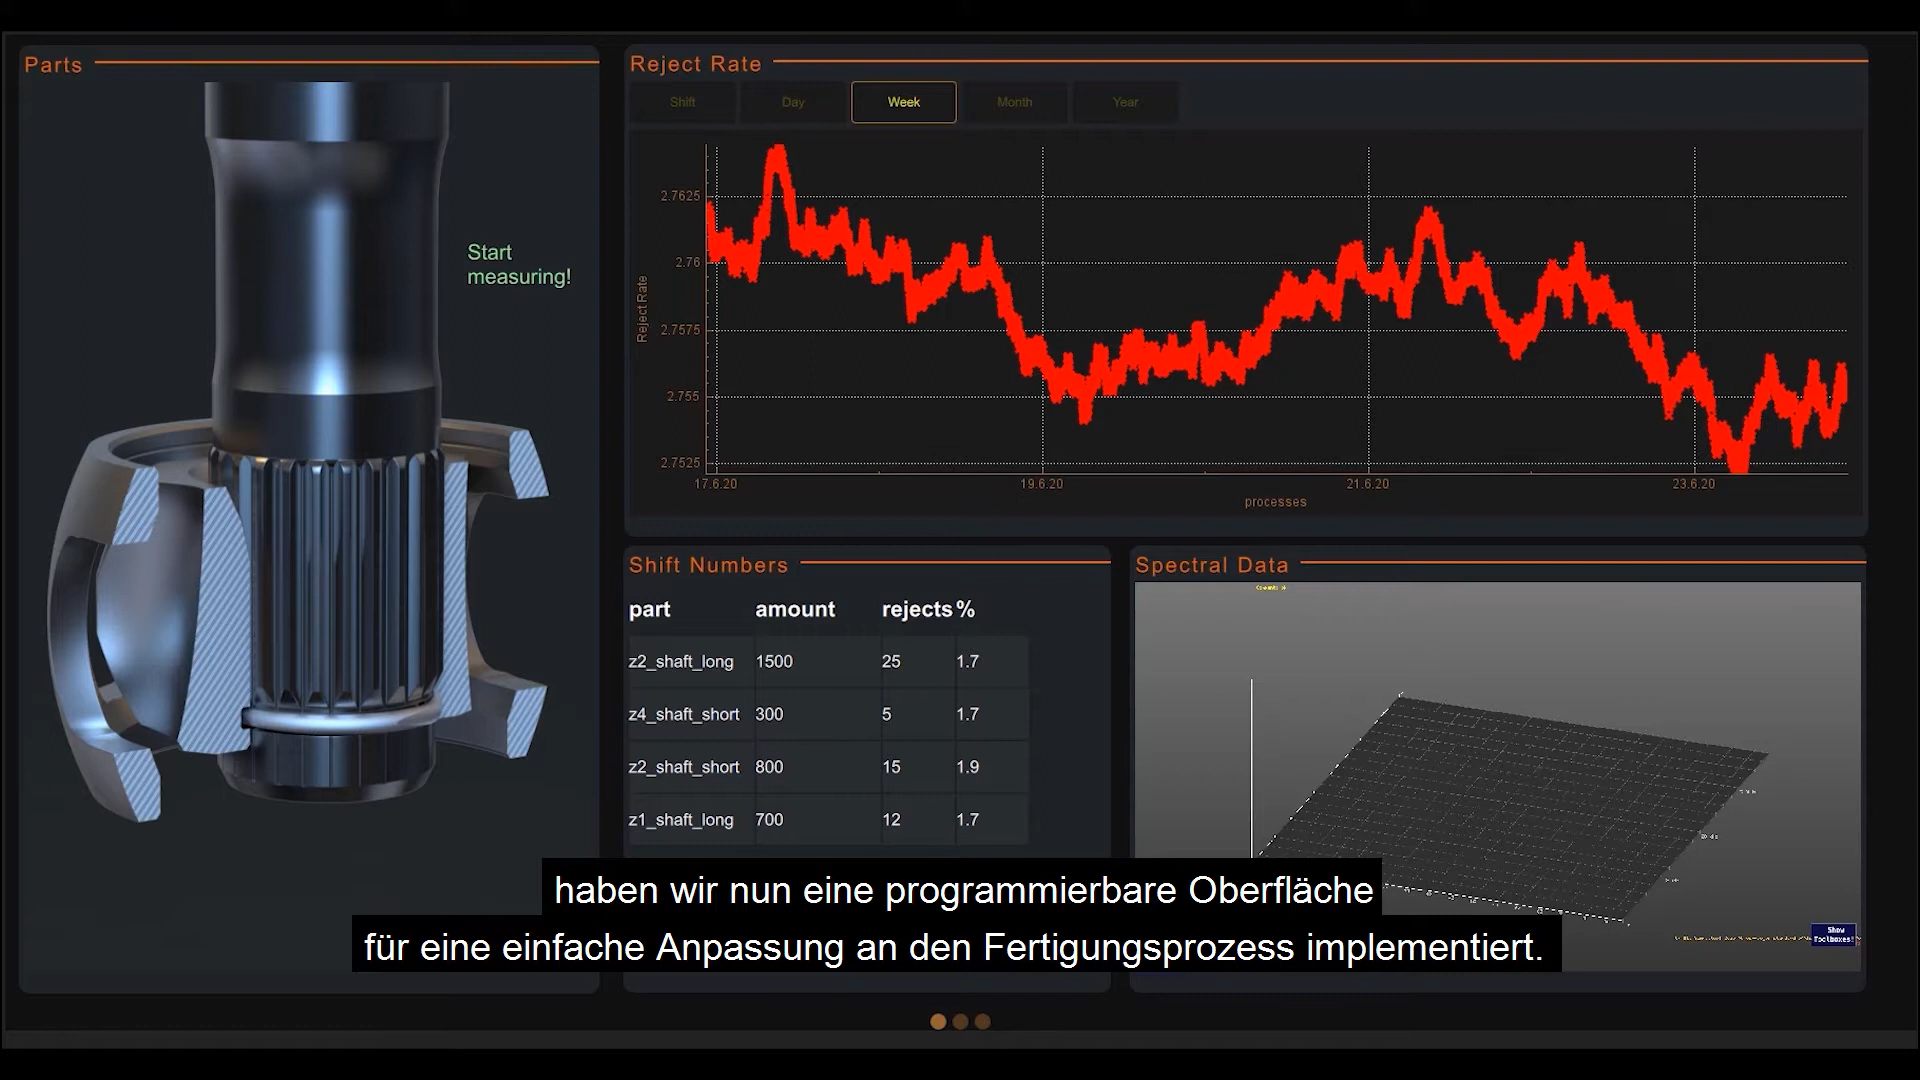 Parts
Start
measuring!
Reject Rate
Shift Day Week Month Year
Reject Rate
2.7625
2.76
2.7575
2.755
2.7525
17.6.20 19.6.20 21.6.20 23.6.20
processes
Shift Numbers
part amount rejects %
z2_shaft_long 1500 25 1.7
z4_shaft_short 300 5 1.7
z2_shaft_short 800 15 1.9
z1_shaft_long 700 12 1.7
Spectral Data
Show
Toolboxes!
haben wir nun eine programmierbare Oberfläche
für eine einfache Anpassung an den Fertigungsprozess implementiert.